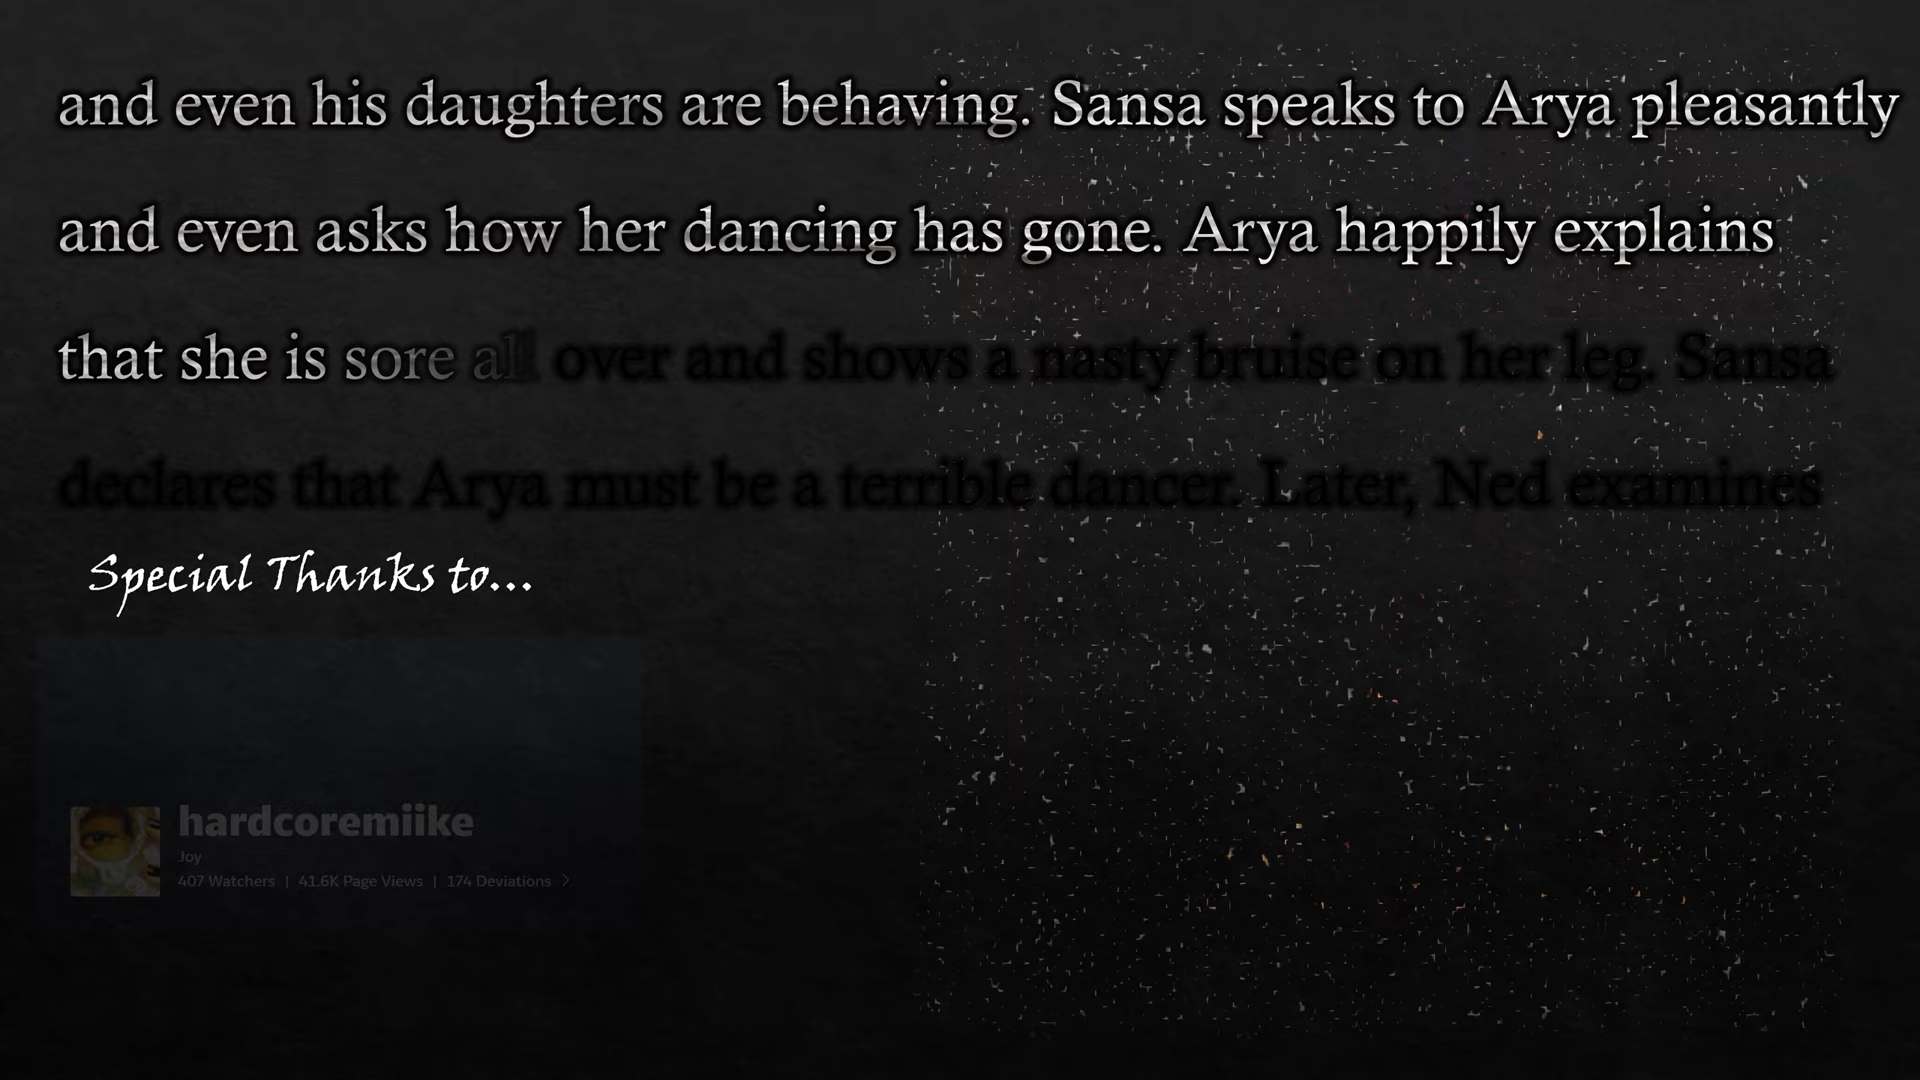 and even his daughters are behaving. Sansa speaks to Arya pleasantly
and even asks how her dancing has gone. Arya happily explains
that she is sore all over and shows a nasty bruise on her leg. Sansa
declares that Arya must be a terrible dancer. Later, Ned examines
Special Thanks to...
hardcoremiike
Joy
407 Watchers | 41.6K Page Views | 174 Deviations >